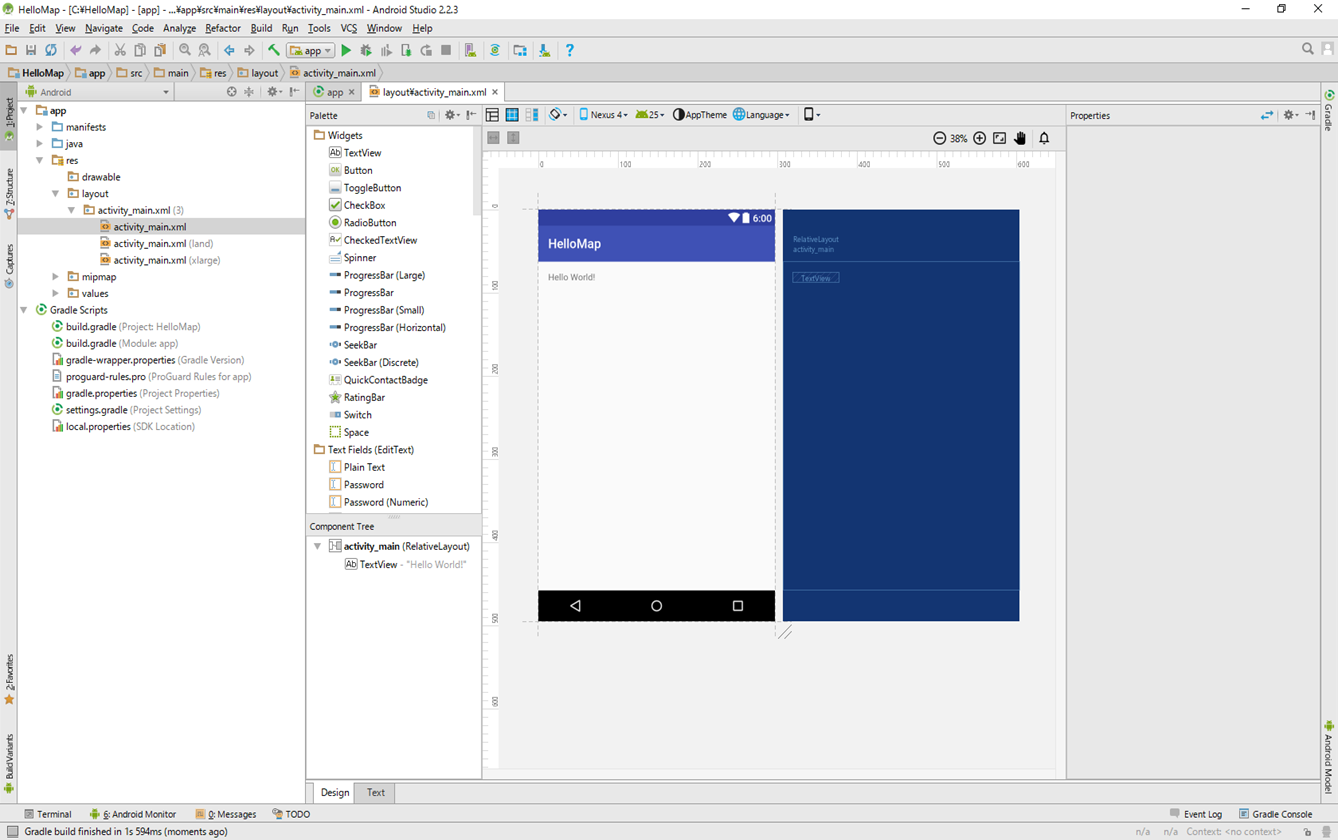 HelloMap - [C:¥HelloMap] - [app] - ...¥app¥src¥main¥res¥layout¥activity_main.xml - Android Studio 2.2.3
File Edit View Navigate Code Analyze Refactor Build Run Tools VCS Window Help
app
HelloMap app src main res layout activity_main.xml
Android
app
manifests
java
res
drawable
layout
activity_main.xml (3)
activity_main.xml
activity_main.xml (land)
activity_main.xml (xlarge)
mipmap
values
Gradle Scripts
build.gradle (Project: HelloMap)
build.gradle (Module: app)
gradle-wrapper.properties (Gradle Version)
proguard-rules.pro (ProGuard Rules for app)
gradle.properties (Project Properties)
settings.gradle (Project Settings)
local.properties (SDK Location)
1: Project
7: Structure
Captures
2: Favorites
Build Variants
app layout¥activity_main.xml
Palette
Widgets
TextView
Button
ToggleButton
CheckBox
RadioButton
CheckedTextView
Spinner
ProgressBar (Large)
ProgressBar
ProgressBar (Small)
ProgressBar (Horizontal)
SeekBar
SeekBar (Discrete)
QuickContactBadge
RatingBar
Switch
Space
Text Fields (EditText)
Plain Text
Password
Password (Numeric)
Component Tree
activity_main (RelativeLayout)
Ab TextView - "Hello World!"
Nexus 4 25 AppTheme Language
38%
0 100 200 300 400 500 600
0
100
200
300
400
500
600
6:00
HelloMap
Hello World!
RelativeLayout
activity_main
TextView
Properties
Gradle
Android Model
Design Text
Terminal 6: Android Monitor 0: Messages TODO Event Log Gradle Console
Gradle build finished in 1s 594ms (moments ago) n/a n/a Context: <no context>